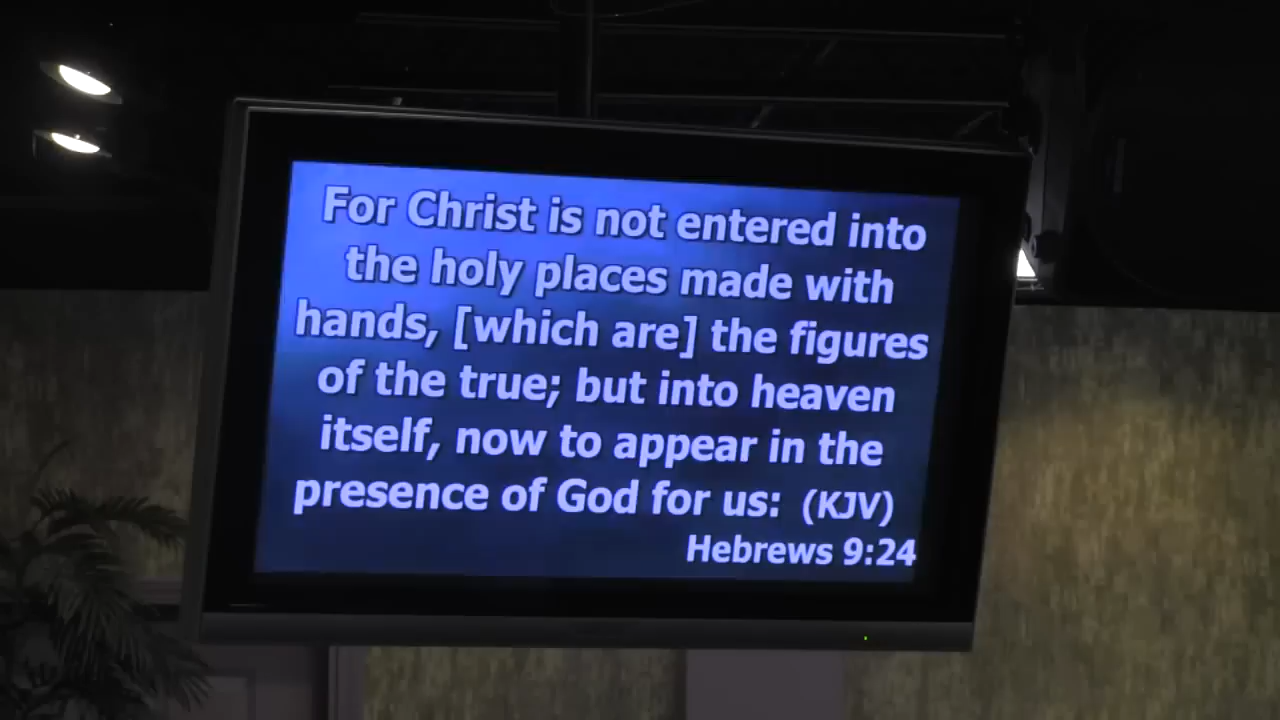 For Christ is not entered into
the holy places made with
hands, [which are] the figures
of the true; but into heaven
itself, now to appear in the
presence of God for us: (KJV)
Hebrews 9:24